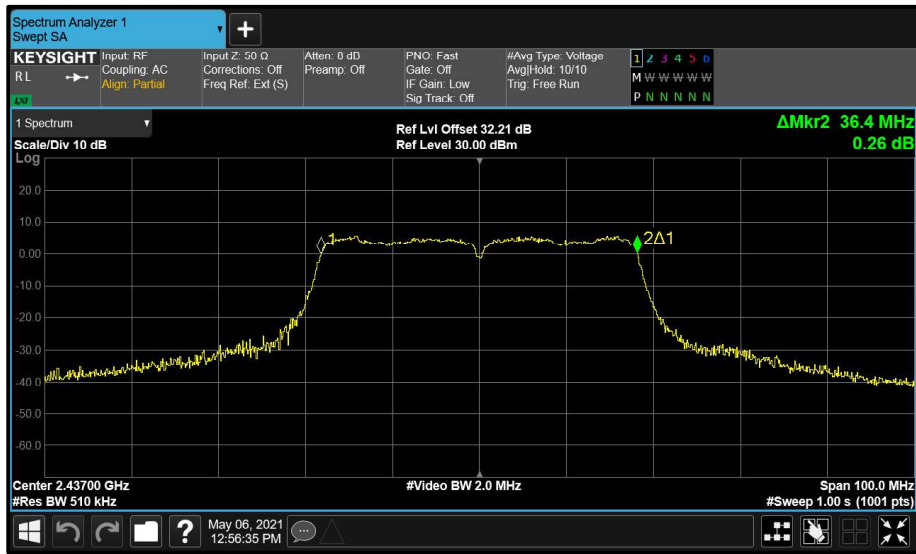 Spectrum Analyzer 1
Swept SA
+
KEYSIGHT
RL
LXI
Input: RF
Coupling: AC
Align: Partial
Input Z: 50 Ω
Corrections: Off
Freq Ref: Ext (S)
Atten: 0 dB
Preamp: Off
PNO: Fast
Gate: Off
IF Gain: Low
Sig Track: Off
#Avg Type: Voltage
Avg|Hold: 10/10
Trig: Free Run
1 2 3 4 5 6
M W W W W W
P N N N N N
1 Spectrum
Scale/Div 10 dB
Log
Ref Lvl Offset 32.21 dB
Ref Level 30.00 dBm
ΔMkr2 36.4 MHz
0.26 dB
20.0
10.0
0.00
-10.0
-20.0
-30.0
-40.0
-50.0
-60.0
1
2Δ1
Center 2.43700 GHz
#Res BW 510 kHz
#Video BW 2.0 MHz
Span 100.0 MHz
#Sweep 1.00 s (1001 pts)
?
May 06, 2021
12:56:35 PM